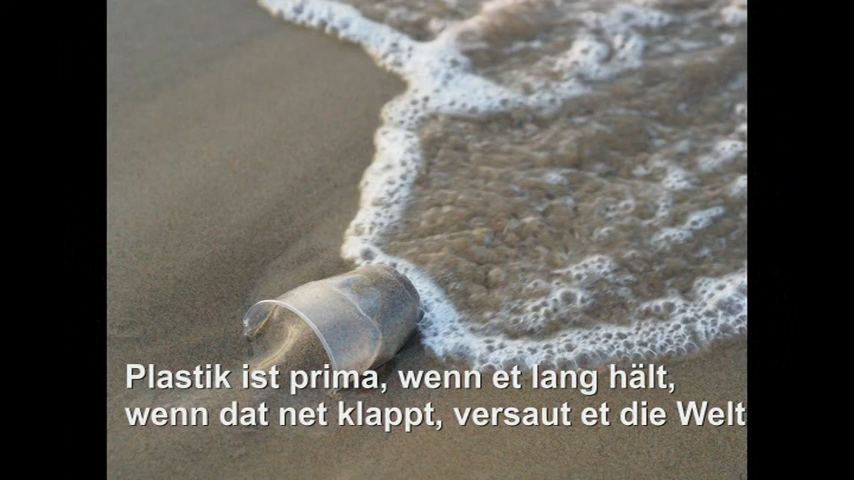 Plastik ist prima, wenn et lang hält,
wenn dat net klappt, versaut et die Welt